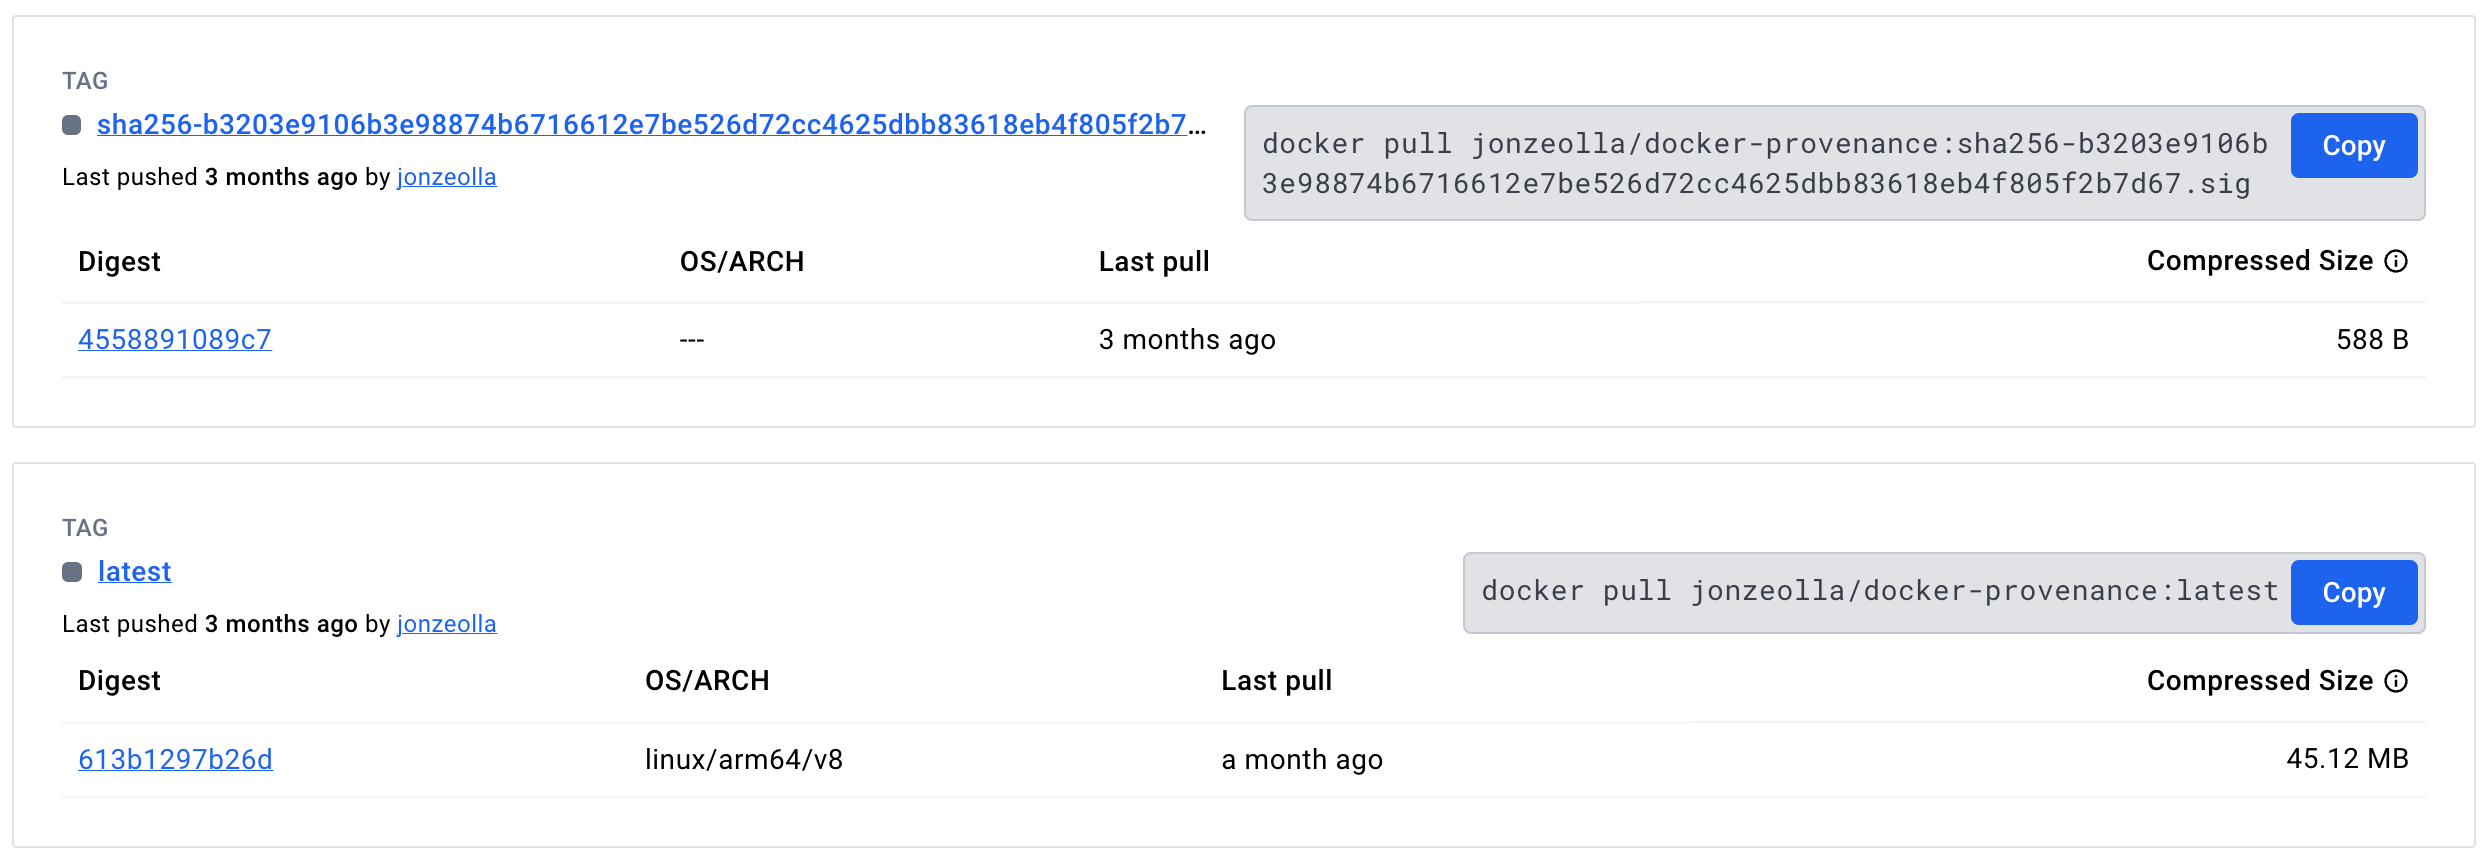 TAG
sha256-b3203e9106b3e98874b6716612e7be526d72cc4625dbb83618eb4f805f2b7...
Last pushed 3 months ago by jonzeolla
docker pull jonzeolla/docker-provenance:sha256-b3203e9106b
3e98874b6716612e7be526d72cc4625dbb83618eb4f805f2b7d67.sig
Copy
Digest OS/ARCH Last pull Compressed Size
4558891089c7 --- 3 months ago 588 B
TAG
latest
Last pushed 3 months ago by jonzeolla
docker pull jonzeolla/docker-provenance:latest
Copy
Digest OS/ARCH Last pull Compressed Size
613b1297b26d linux/arm64/v8 a month ago 45.12 MB